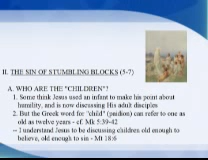 II. THE SIN OF STUMBLING BLOCKS (5-7)
A. WHO ARE THE "CHILDREN"?
1. Some think Jesus used an infant to make his point about
humility, and is now discussing His adult disciples
2. But the Greek word for "child" (paidion) can refer to one as
old as twelve years - cf. Mk 5:39-42
-- I understand Jesus to be discussing children old enough to
believe, old enough to sin - Mt 18:6